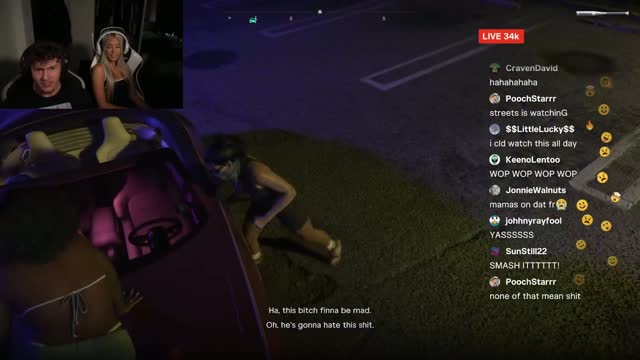 W
E
S
LIVE 34k
CravenDavid
hahahahaha
PoochStarrr
streets is watchinG
$$LittleLucky$$
i cld watch this all day
KeenoLentoo
WOP WOP WOP WOP
JonnieWalnuts
mamas on dat fr
johhnyrayfool
YASSSSSS
SunStill22
SMASH ITTTTTT!
PoochStarrr
none of that mean shit
Ha, this bitch finna be mad.
Oh, he's gonna hate this shit.